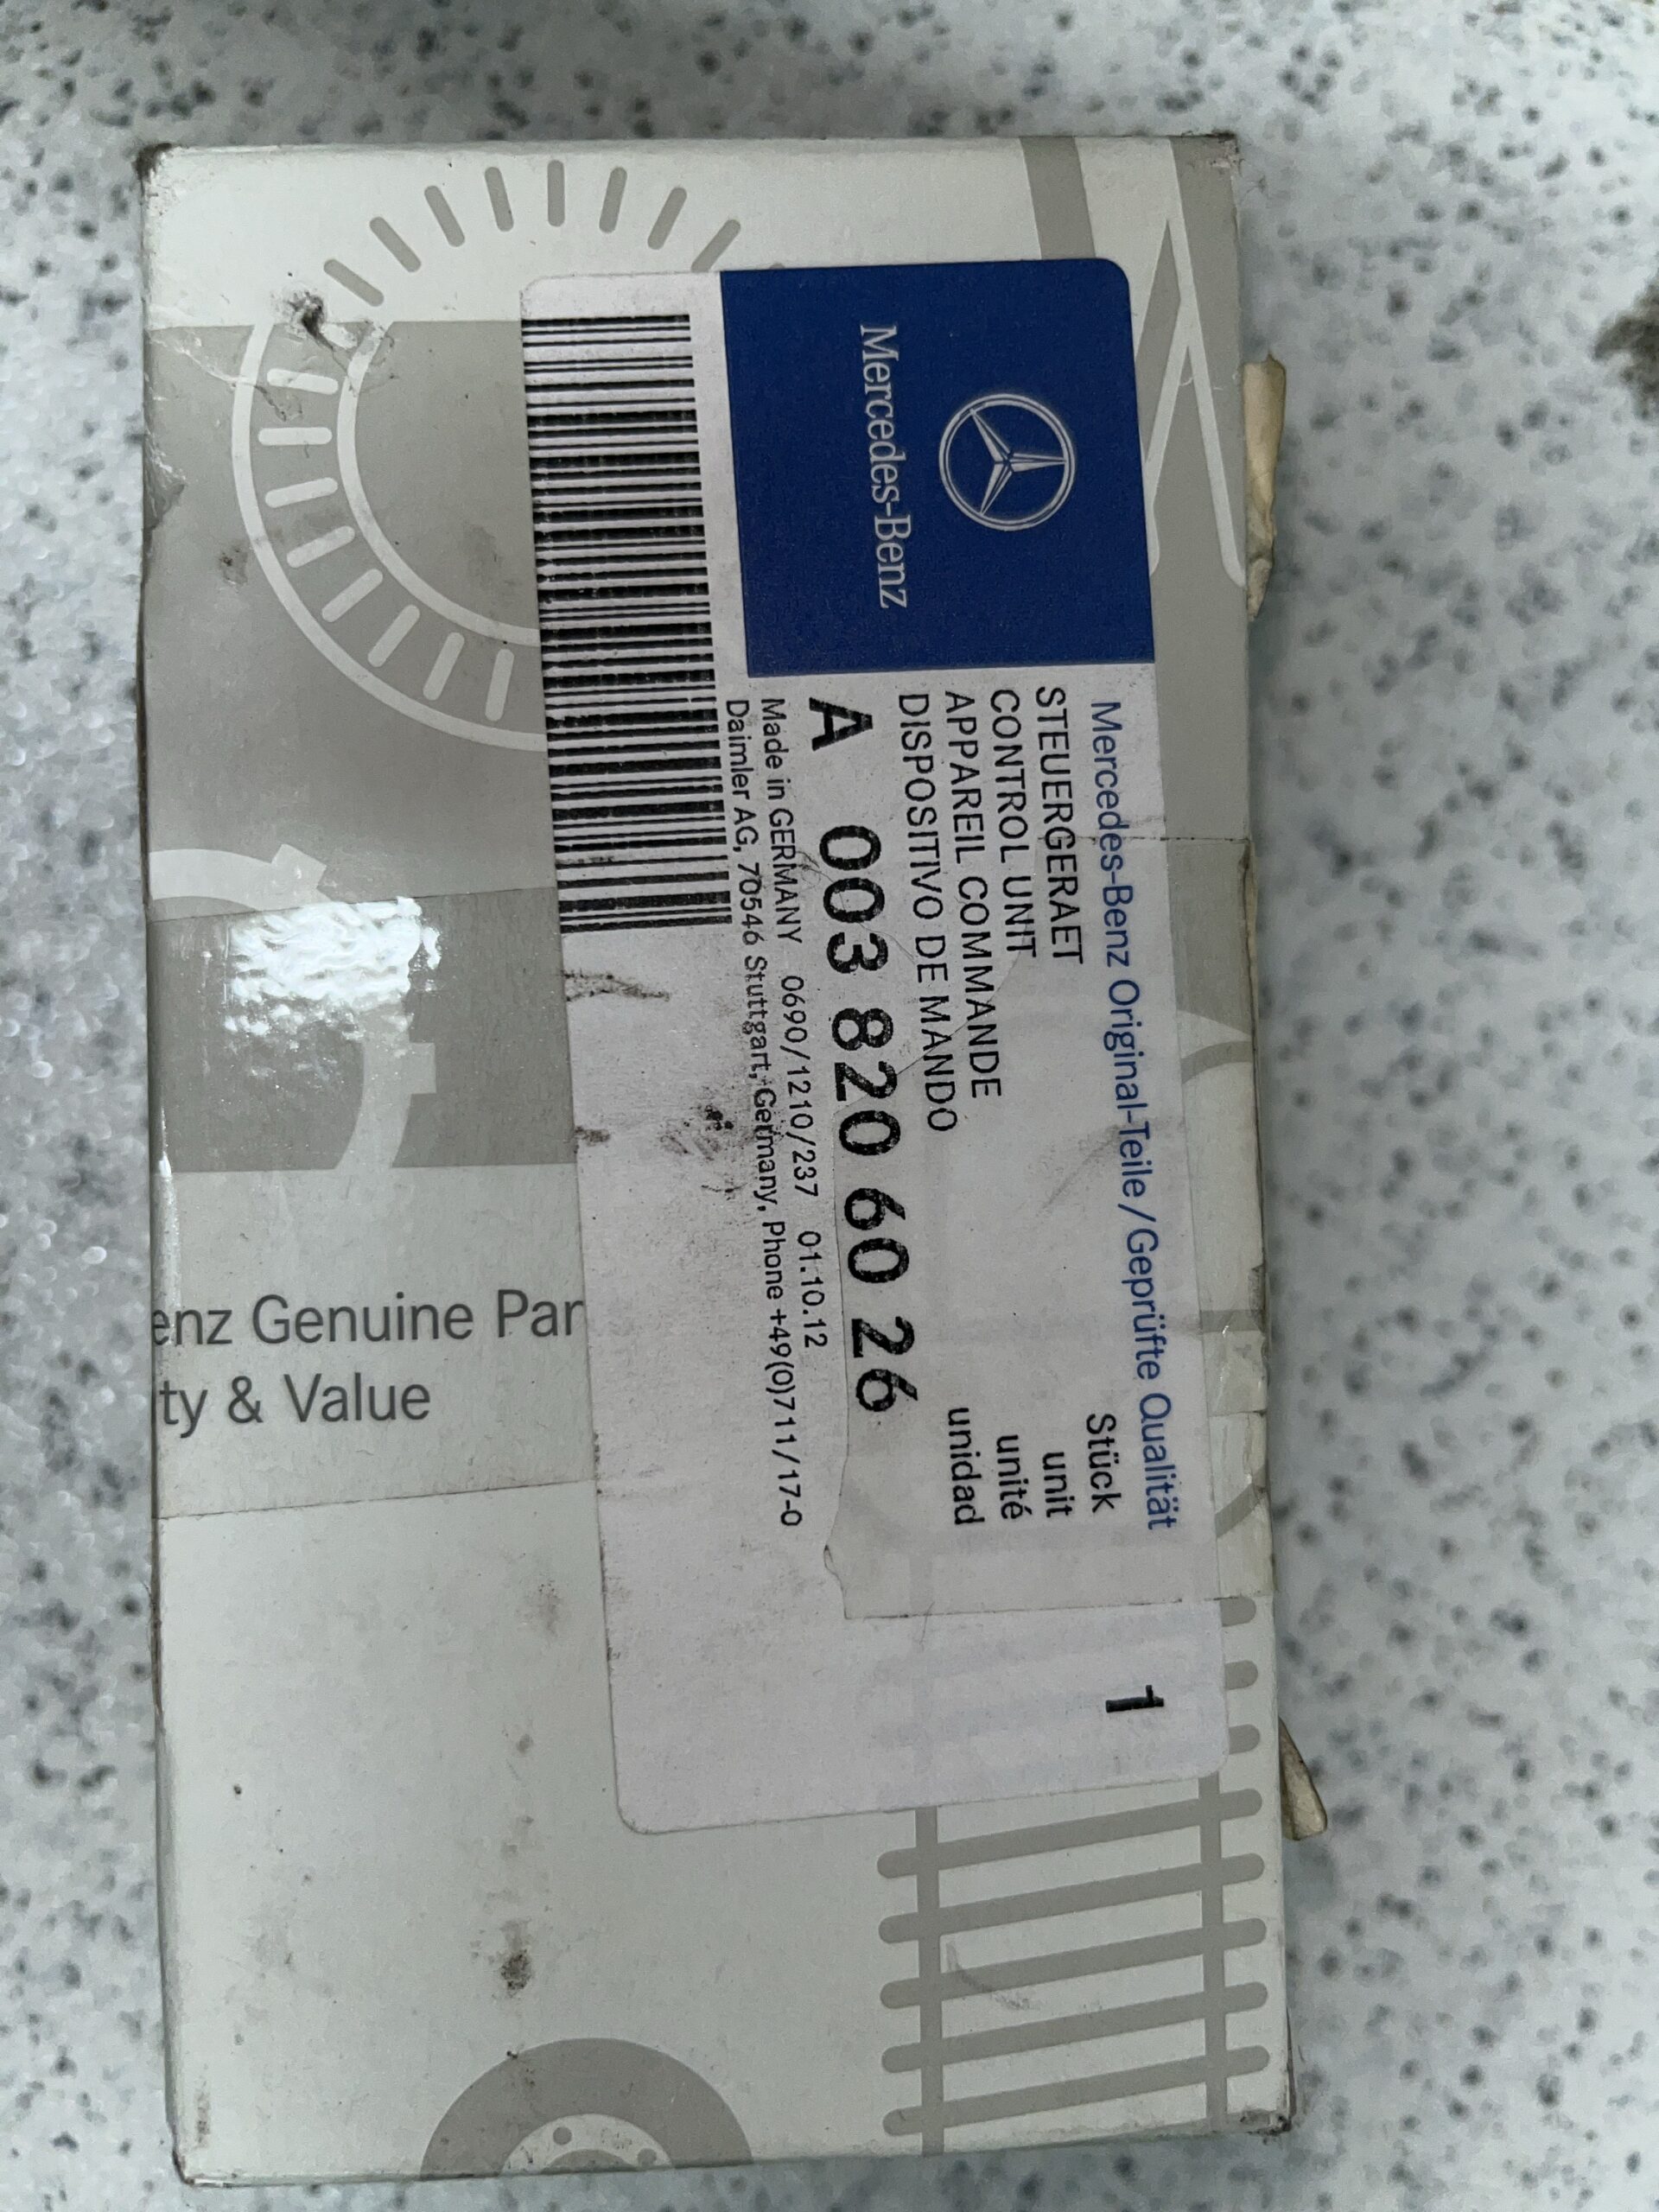 Mercedes-Benz
Mercedes-Benz Original-Teile/Geprüfte Qualität
STEUERGERAET
CONTROL UNIT
APPAREIL COMMANDE
DISPOSITIVO DE MANDO
Stück
unit
unité
unidad
1
A 003 820 60 26
Made in GERMANY 0690/1210/237 01.10.12
Daimler AG, 70546 Stuttgart, Germany, Phone +49(0)711/17-0
enz Genuine Par
ty & Value